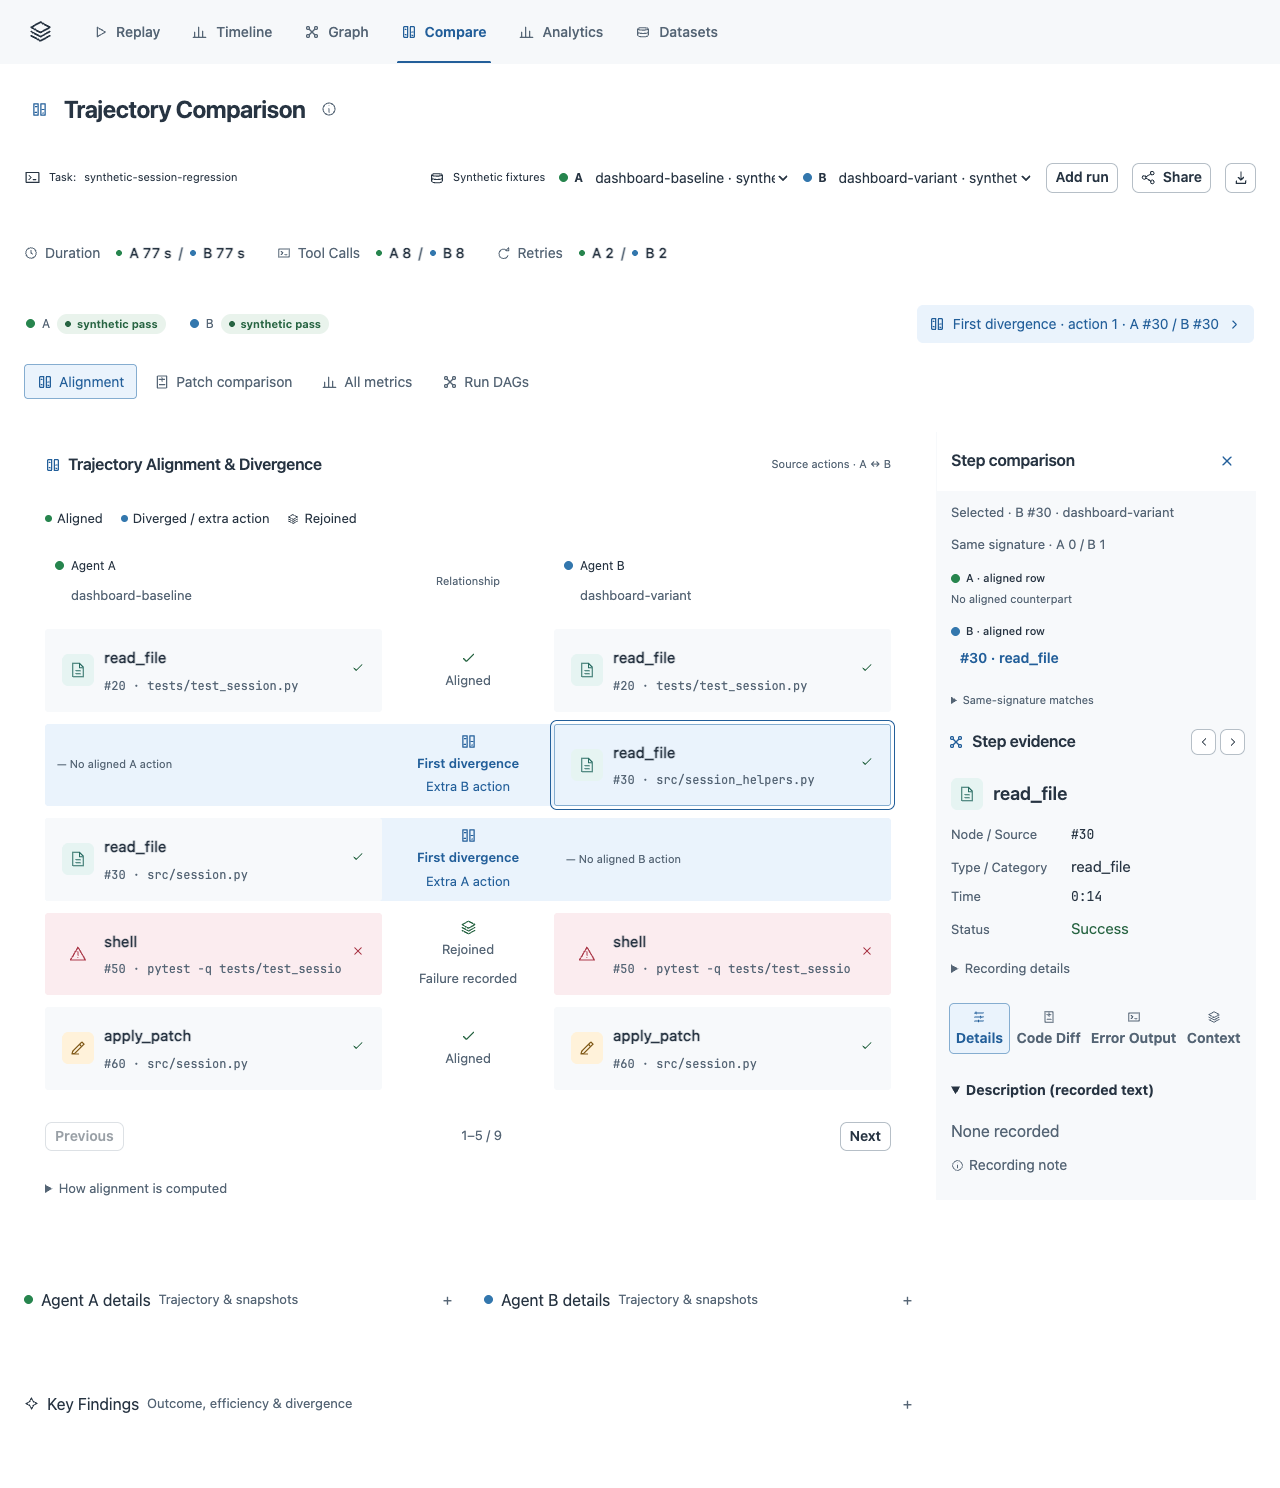 Replay Timeline Graph Compare Analytics Datasets
Trajectory Comparison
Task: synthetic-session-regression Synthetic fixtures A dashboard-baseline · synthe B dashboard-variant · synthet Add run Share
Duration A 77 s / B 77 s Tool Calls A 8 / B 8 Retries A 2 / B 2
A synthetic pass B synthetic pass First divergence · action 1 · A #30 / B #30
Alignment Patch comparison All metrics Run DAGs
Trajectory Alignment & Divergence Source actions · A ↔ B
Aligned Diverged / extra action Rejoined
Agent A
dashboard-baseline
Relationship
Agent B
dashboard-variant
read_file
#20 · tests/test_session.py
Aligned
read_file
#20 · tests/test_session.py
— No aligned A action
First divergence
Extra B action
read_file
#30 · src/session_helpers.py
read_file
#30 · src/session.py
First divergence
Extra A action
— No aligned B action
shell
#50 · pytest -q tests/test_sessio
Rejoined
Failure recorded
shell
#50 · pytest -q tests/test_sessio
apply_patch
#60 · src/session.py
Aligned
apply_patch
#60 · src/session.py
Previous 1–5 / 9 Next
How alignment is computed
Step comparison
Selected · B #30 · dashboard-variant
Same signature · A 0 / B 1
A · aligned row
No aligned counterpart
B · aligned row
#30 · read_file
Same-signature matches
Step evidence
read_file
Node / Source #30
Type / Category read_file
Time 0:14
Status Success
Recording details
Details Code Diff Error Output Context
Description (recorded text)
None recorded
Recording note
Agent A details Trajectory & snapshots +
Agent B details Trajectory & snapshots +
Key Findings Outcome, efficiency & divergence +